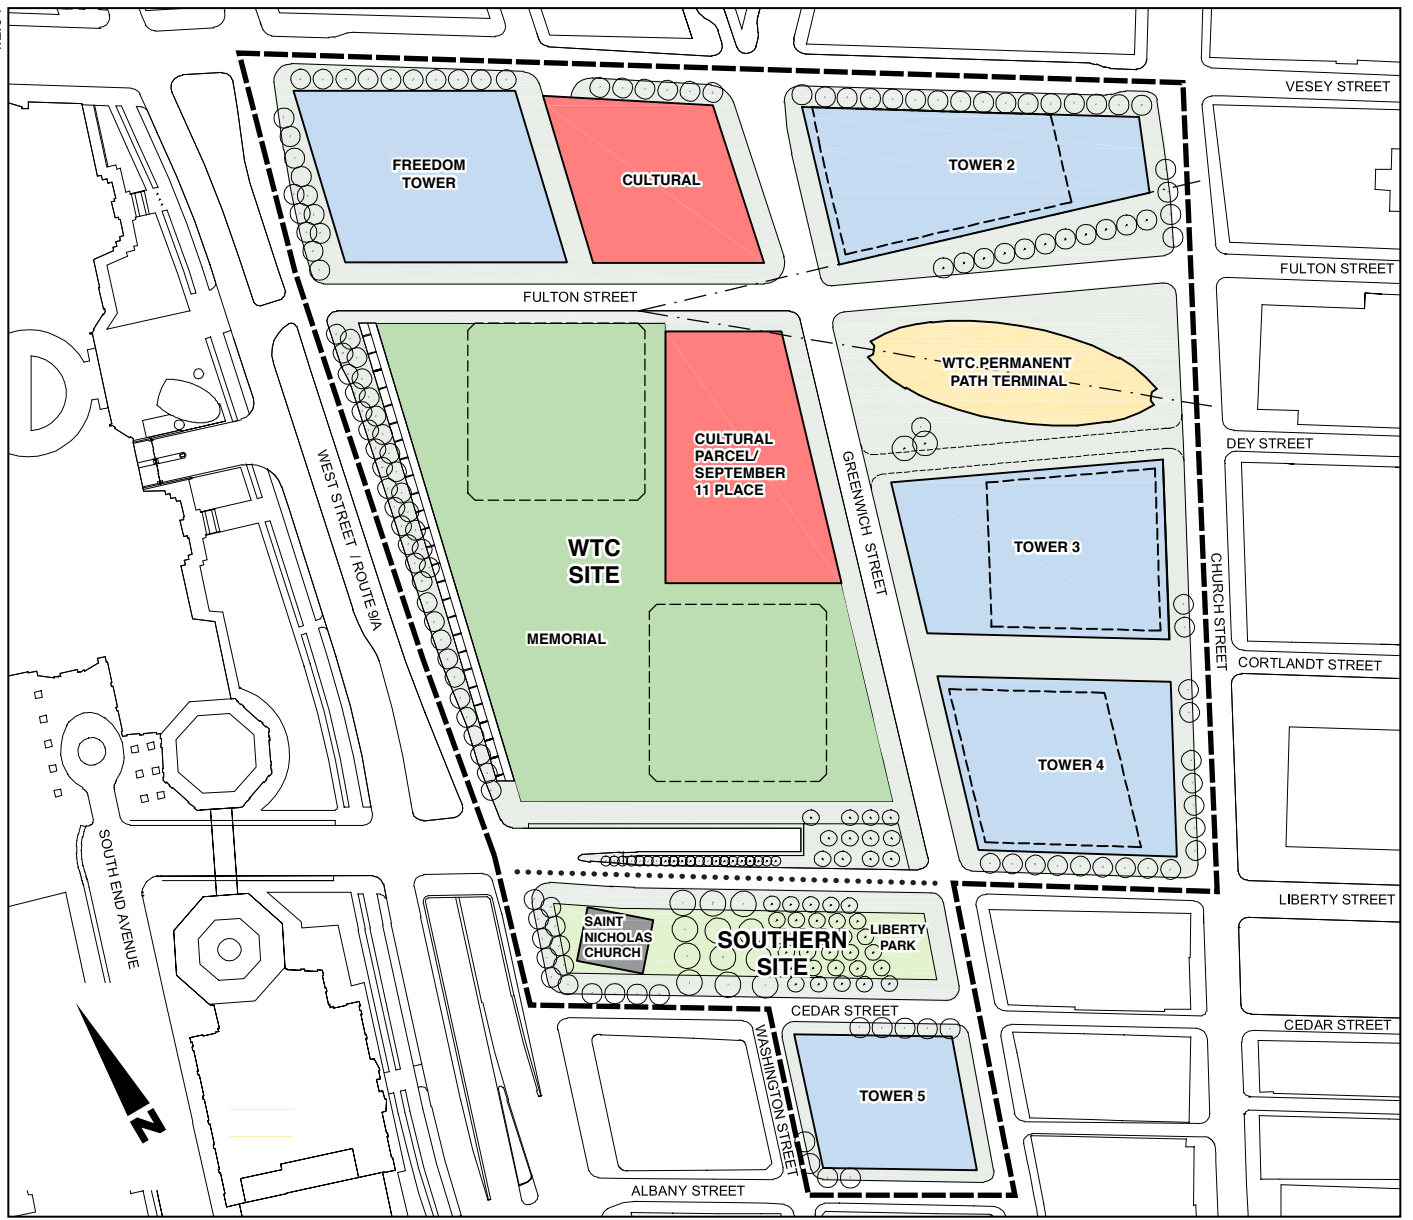 VESEY STREET
FREEDOM
TOWER
CULTURAL
TOWER 2
FULTON STREET
FULTON STREET
WTC PERMANENT
PATH TERMINAL
CULTURAL
PARCEL/
SEPTEMBER
11 PLACE
DEY STREET
WEST STREET / ROUTE 9/A
GREENWICH STREET
WTC
SITE
TOWER 3
CHURCH STREET
MEMORIAL
CORTLANDT STREET
TOWER 4
SOUTH END AVENUE
LIBERTY STREET
SAINT
NICHOLAS
CHURCH
SOUTHERN
SITE
LIBERTY
PARK
CEDAR STREET
CEDAR STREET
WASHINGTON STREET
TOWER 5
N
ALBANY STREET